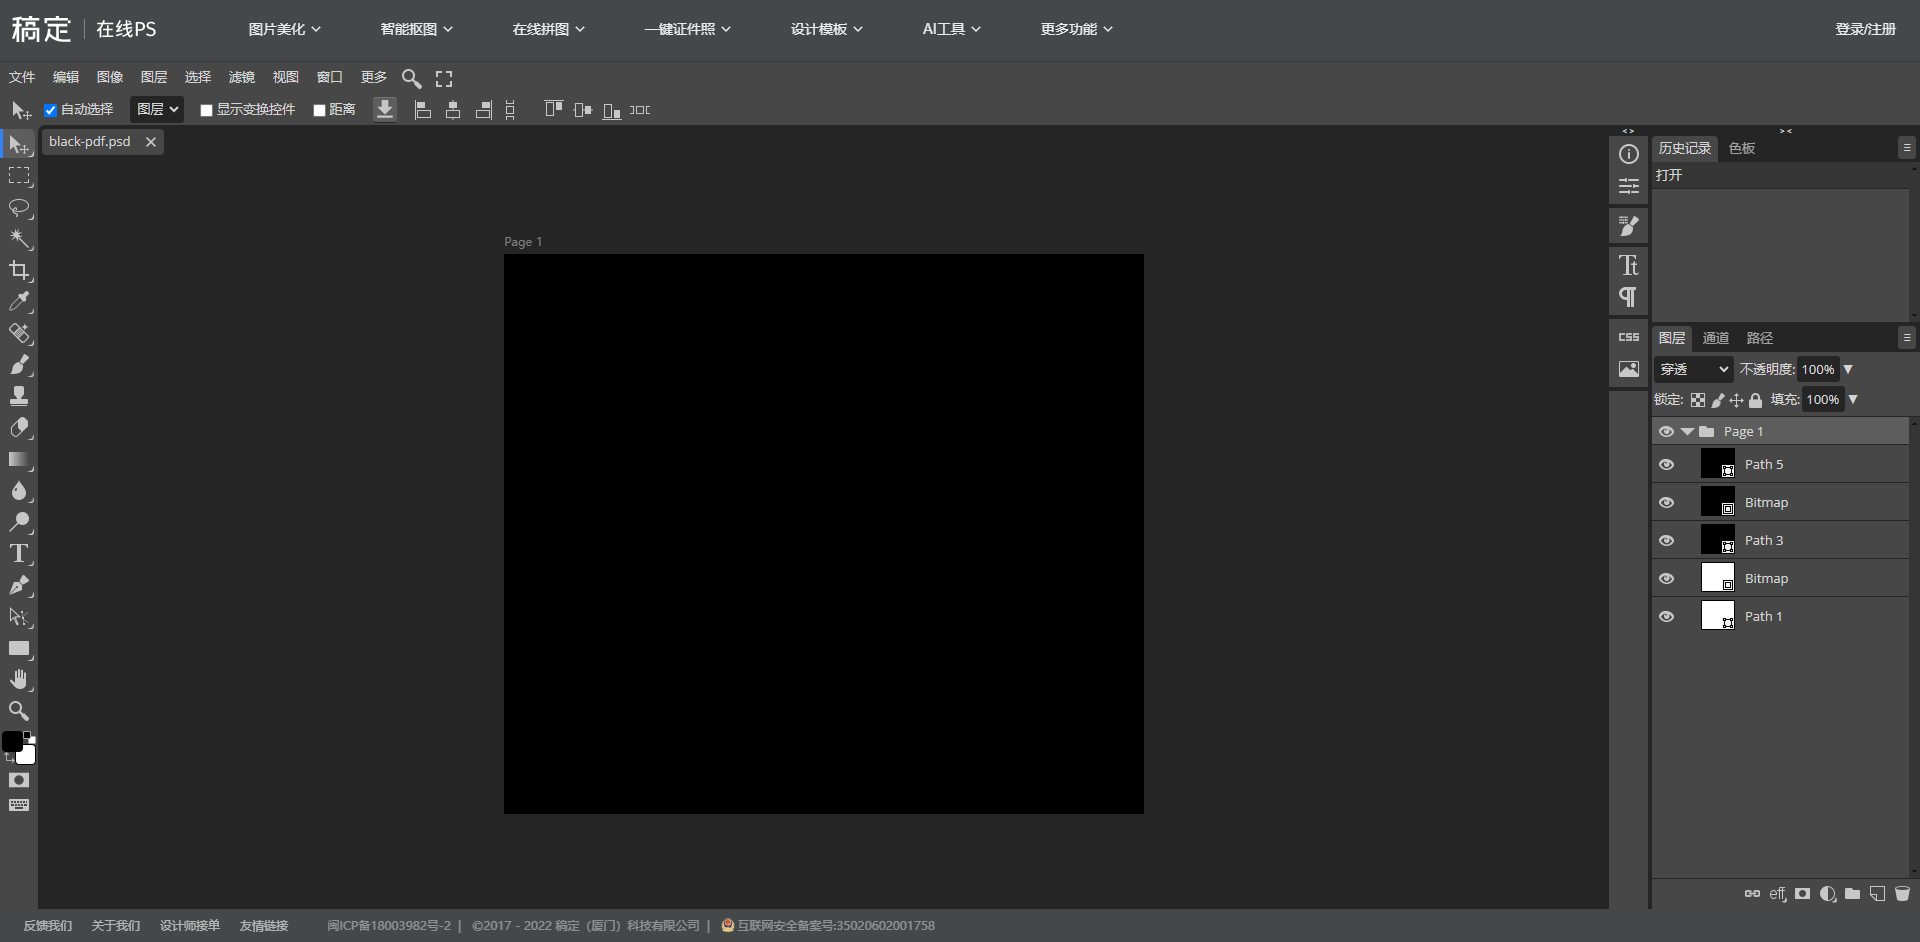 稿定 在线PS 图片美化 智能抠图 在线拼图 一键证件照 设计模板 AI工具 更多功能 登录/注册
文件 编辑 图像 图层 选择 滤镜 视图 窗口 更多
自动选择 图层 显示变换控件 距离
black-pdf.psd
历史记录 色板
打开
Page 1
CSS
图层 通道 路径
穿透 不透明度: 100%
锁定: 填充: 100%
Page 1
Path 5
Bitmap
Path 3
Bitmap
Path 1
eff
反馈我们 关于我们 设计师接单 友情链接 闽ICP备18003982号-2 | ©2017 - 2022 稿定（厦门）科技有限公司 | 互联网安全备案号:35020602001758